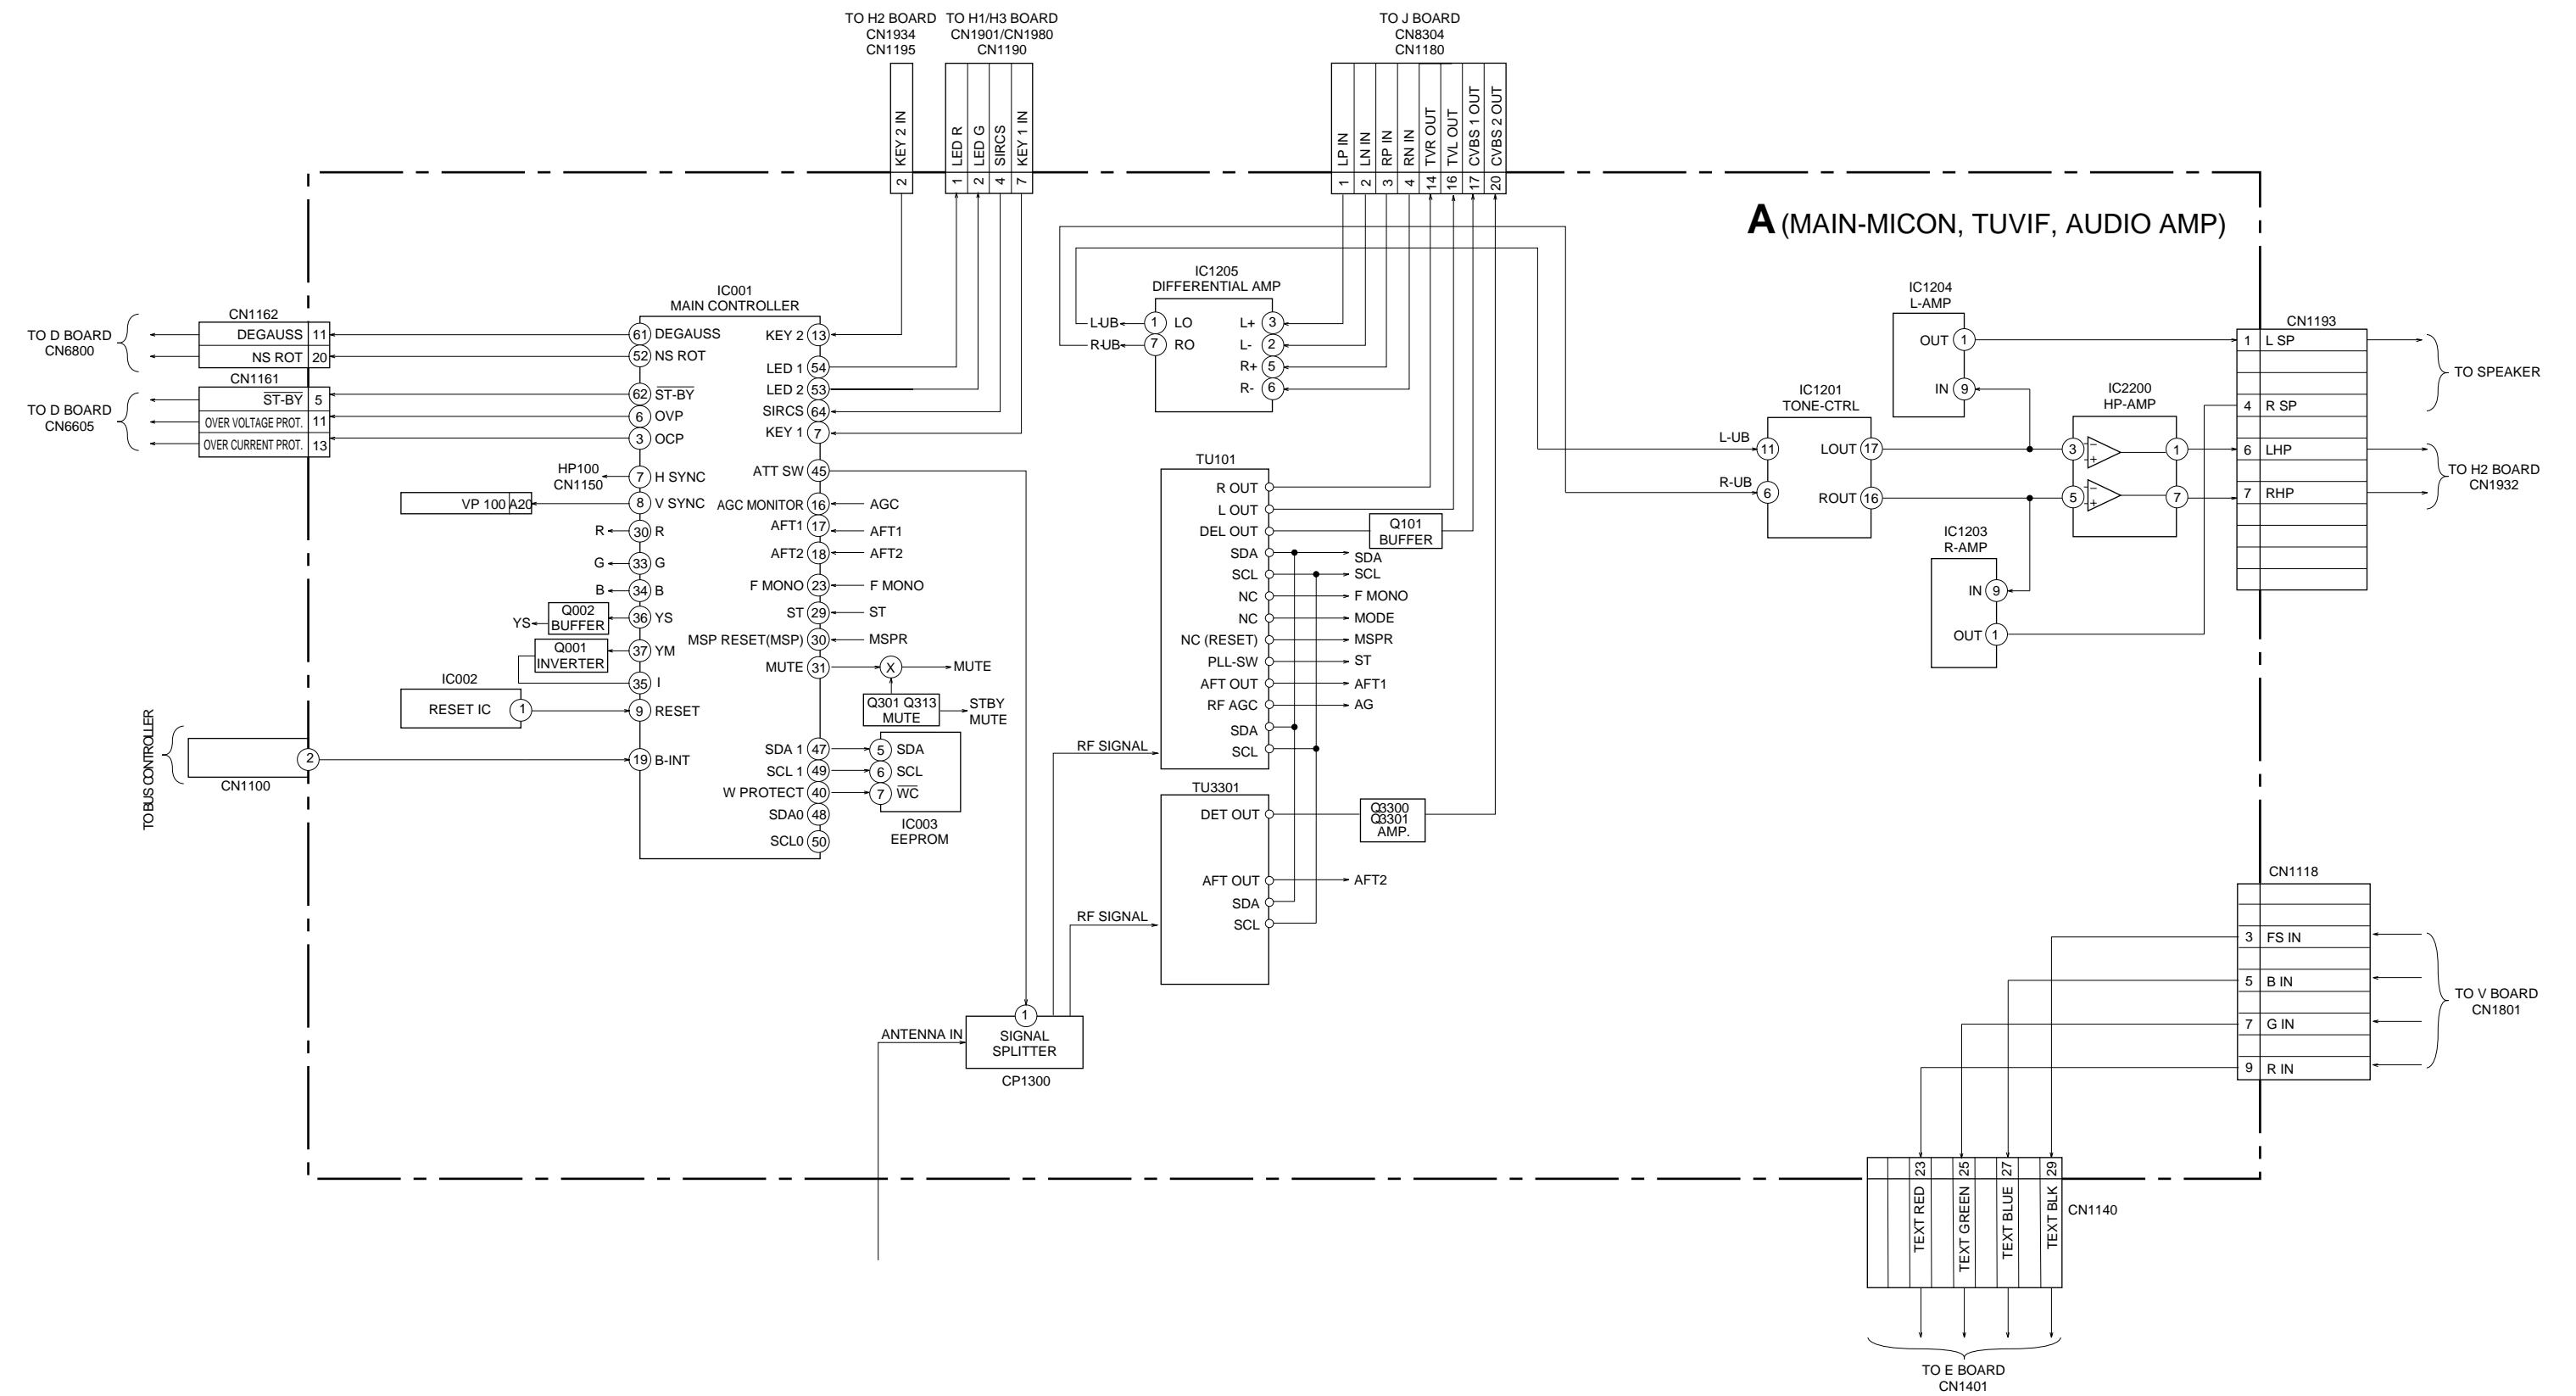 TO H2 BOARD
CN1934
CN1195
TO H1/H3 BOARD
CN1901/CN1980
CN1190
TO J BOARD
CN8304
CN1180
KEY 2 IN
2
LED R
1
LED G
2
SIRCS
4
KEY 1 IN
7
LP IN
1
LN IN
2
RP IN
3
RN IN
4
TVR OUT
14
TVL OUT
16
CVBS 1 OUT
17
CVBS 2 OUT
20
A (MAIN-MICON, TUVIF, AUDIO AMP)
TO D BOARD
CN6800
CN1162
DEGAUSS 11
NS ROT 20
TO D BOARD
CN6605
CN1161
ST-BY 5
OVER VOLTAGE PROT. 11
OVER CURRENT PROT. 13
IC001
MAIN CONTROLLER
61 DEGAUSS
52 NS ROT
62 ST-BY
6 OVP
3 OCP
HP100
CN1150
7 H SYNC
VP 100 A20
8 V SYNC
R 30 R
G 33 G
B 34 B
YS
Q002
BUFFER
36 YS
Q001
INVERTER
37 YM
35 I
IC002
RESET IC 1
9 RESET
TO BUS CONTROLLER
CN1100
2
19 B-INT
KEY 2 13
LED 1 54
LED 2 53
SIRCS 64
KEY 1 7
ATT SW 45
AGC MONITOR 16 AGC
AFT1 17 AFT1
AFT2 18 AFT2
F MONO 23 F MONO
ST 29 ST
MSP RESET(MSP) 30 MSPR
MUTE 31 X MUTE
Q301 Q313
MUTE
STBY
MUTE
SDA 1 47 5 SDA
SCL 1 49 6 SCL
W PROTECT 40 7 WC
SDA0 48
SCL0 50
IC003
EEPROM
IC1205
DIFFERENTIAL AMP
L-UB 1 LO L+ 3
R-UB 7 RO L- 2
R+ 5
R- 6
TU101
R OUT
L OUT
DEL OUT
Q101
BUFFER
SDA SDA
SCL SCL
NC F MONO
NC MODE
NC (RESET) MSPR
PLL-SW ST
AFT OUT AFT1
RF AGC AG
SDA
SCL
RF SIGNAL
TU3301
DET OUT
Q3300
Q3301
AMP.
AFT OUT AFT2
SDA
SCL
RF SIGNAL
ANTENNA IN
1
SIGNAL
SPLITTER
CP1300
IC1204
L-AMP
OUT 1
IN 9
IC1201
TONE-CTRL
L-UB 11
R-UB 6
LOUT 17
ROUT 16
IC2200
HP-AMP
3 − + 1
5 − + 7
IC1203
R-AMP
IN 9
OUT 1
CN1193
1 L SP
4 R SP
6 LHP
7 RHP
TO SPEAKER
TO H2 BOARD
CN1932
CN1118
3 FS IN
5 B IN
7 G IN
9 R IN
TO V BOARD
CN1801
23
TEXT RED
25
TEXT GREEN
27
TEXT BLUE
29
TEXT BLK
CN1140
TO E BOARD
CN1401